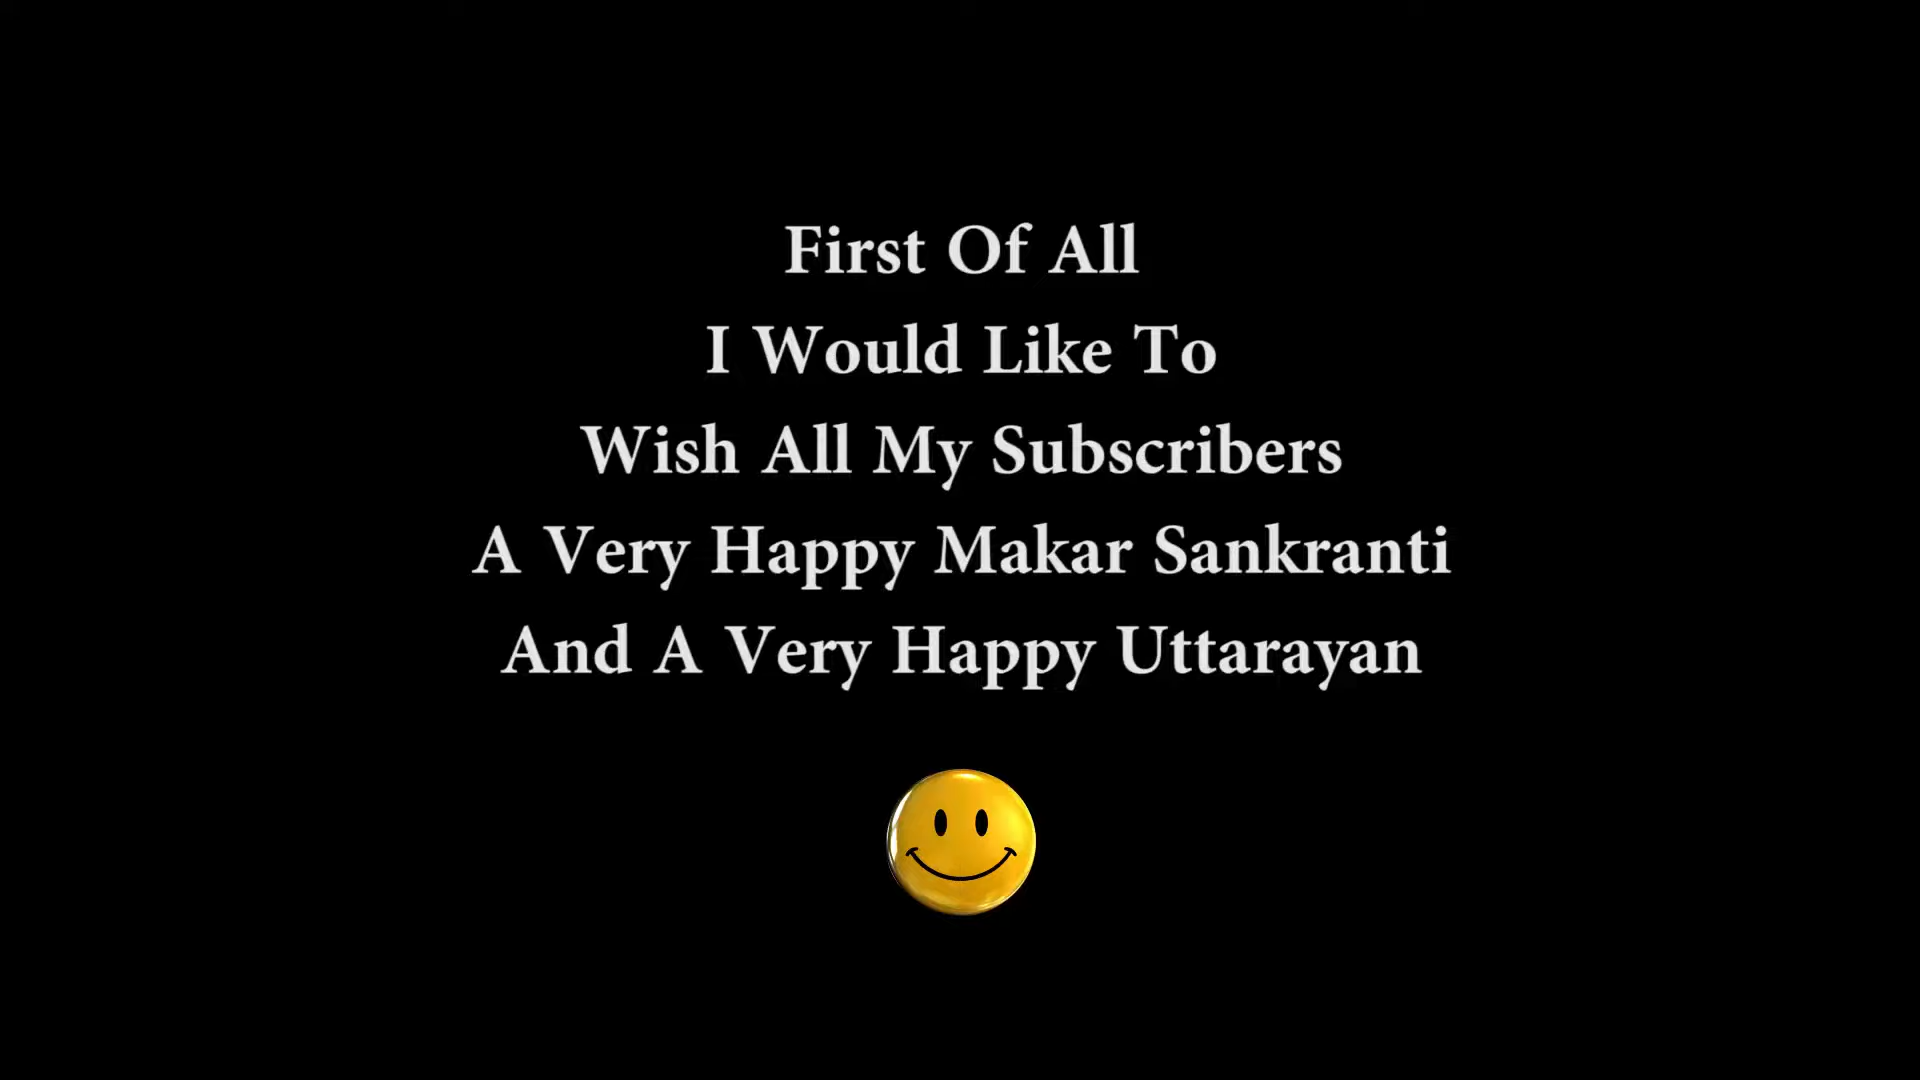 First Of All
I Would Like To
Wish All My Subscribers
A Very Happy Makar Sankranti
And A Very Happy Uttarayan